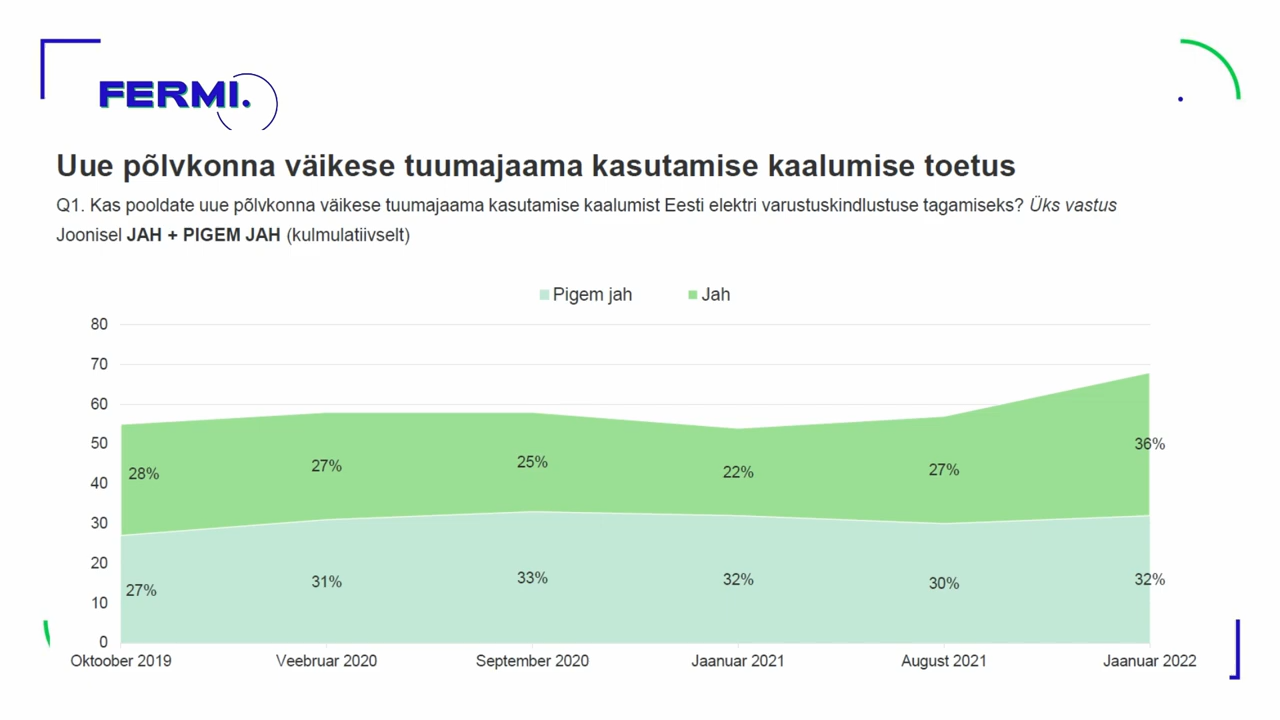 FERMI.
Uue põlvkonna väikese tuumajaama kasutamise kaalumise toetus
Q1. Kas pooldate uue põlvkonna väikese tuumajaama kasutamise kaalumist Eesti elektri varustuskindlustuse tagamiseks? Üks vastus
Joonisel JAH + PIGEM JAH (kulmulatiivselt)
Pigem jah Jah
80
70
60
50
40
30
20
10
0
28% 27% 25% 22% 27% 36%
27% 31% 33% 32% 30% 32%
Oktoober 2019 Veebruar 2020 September 2020 Jaanuar 2021 August 2021 Jaanuar 2022